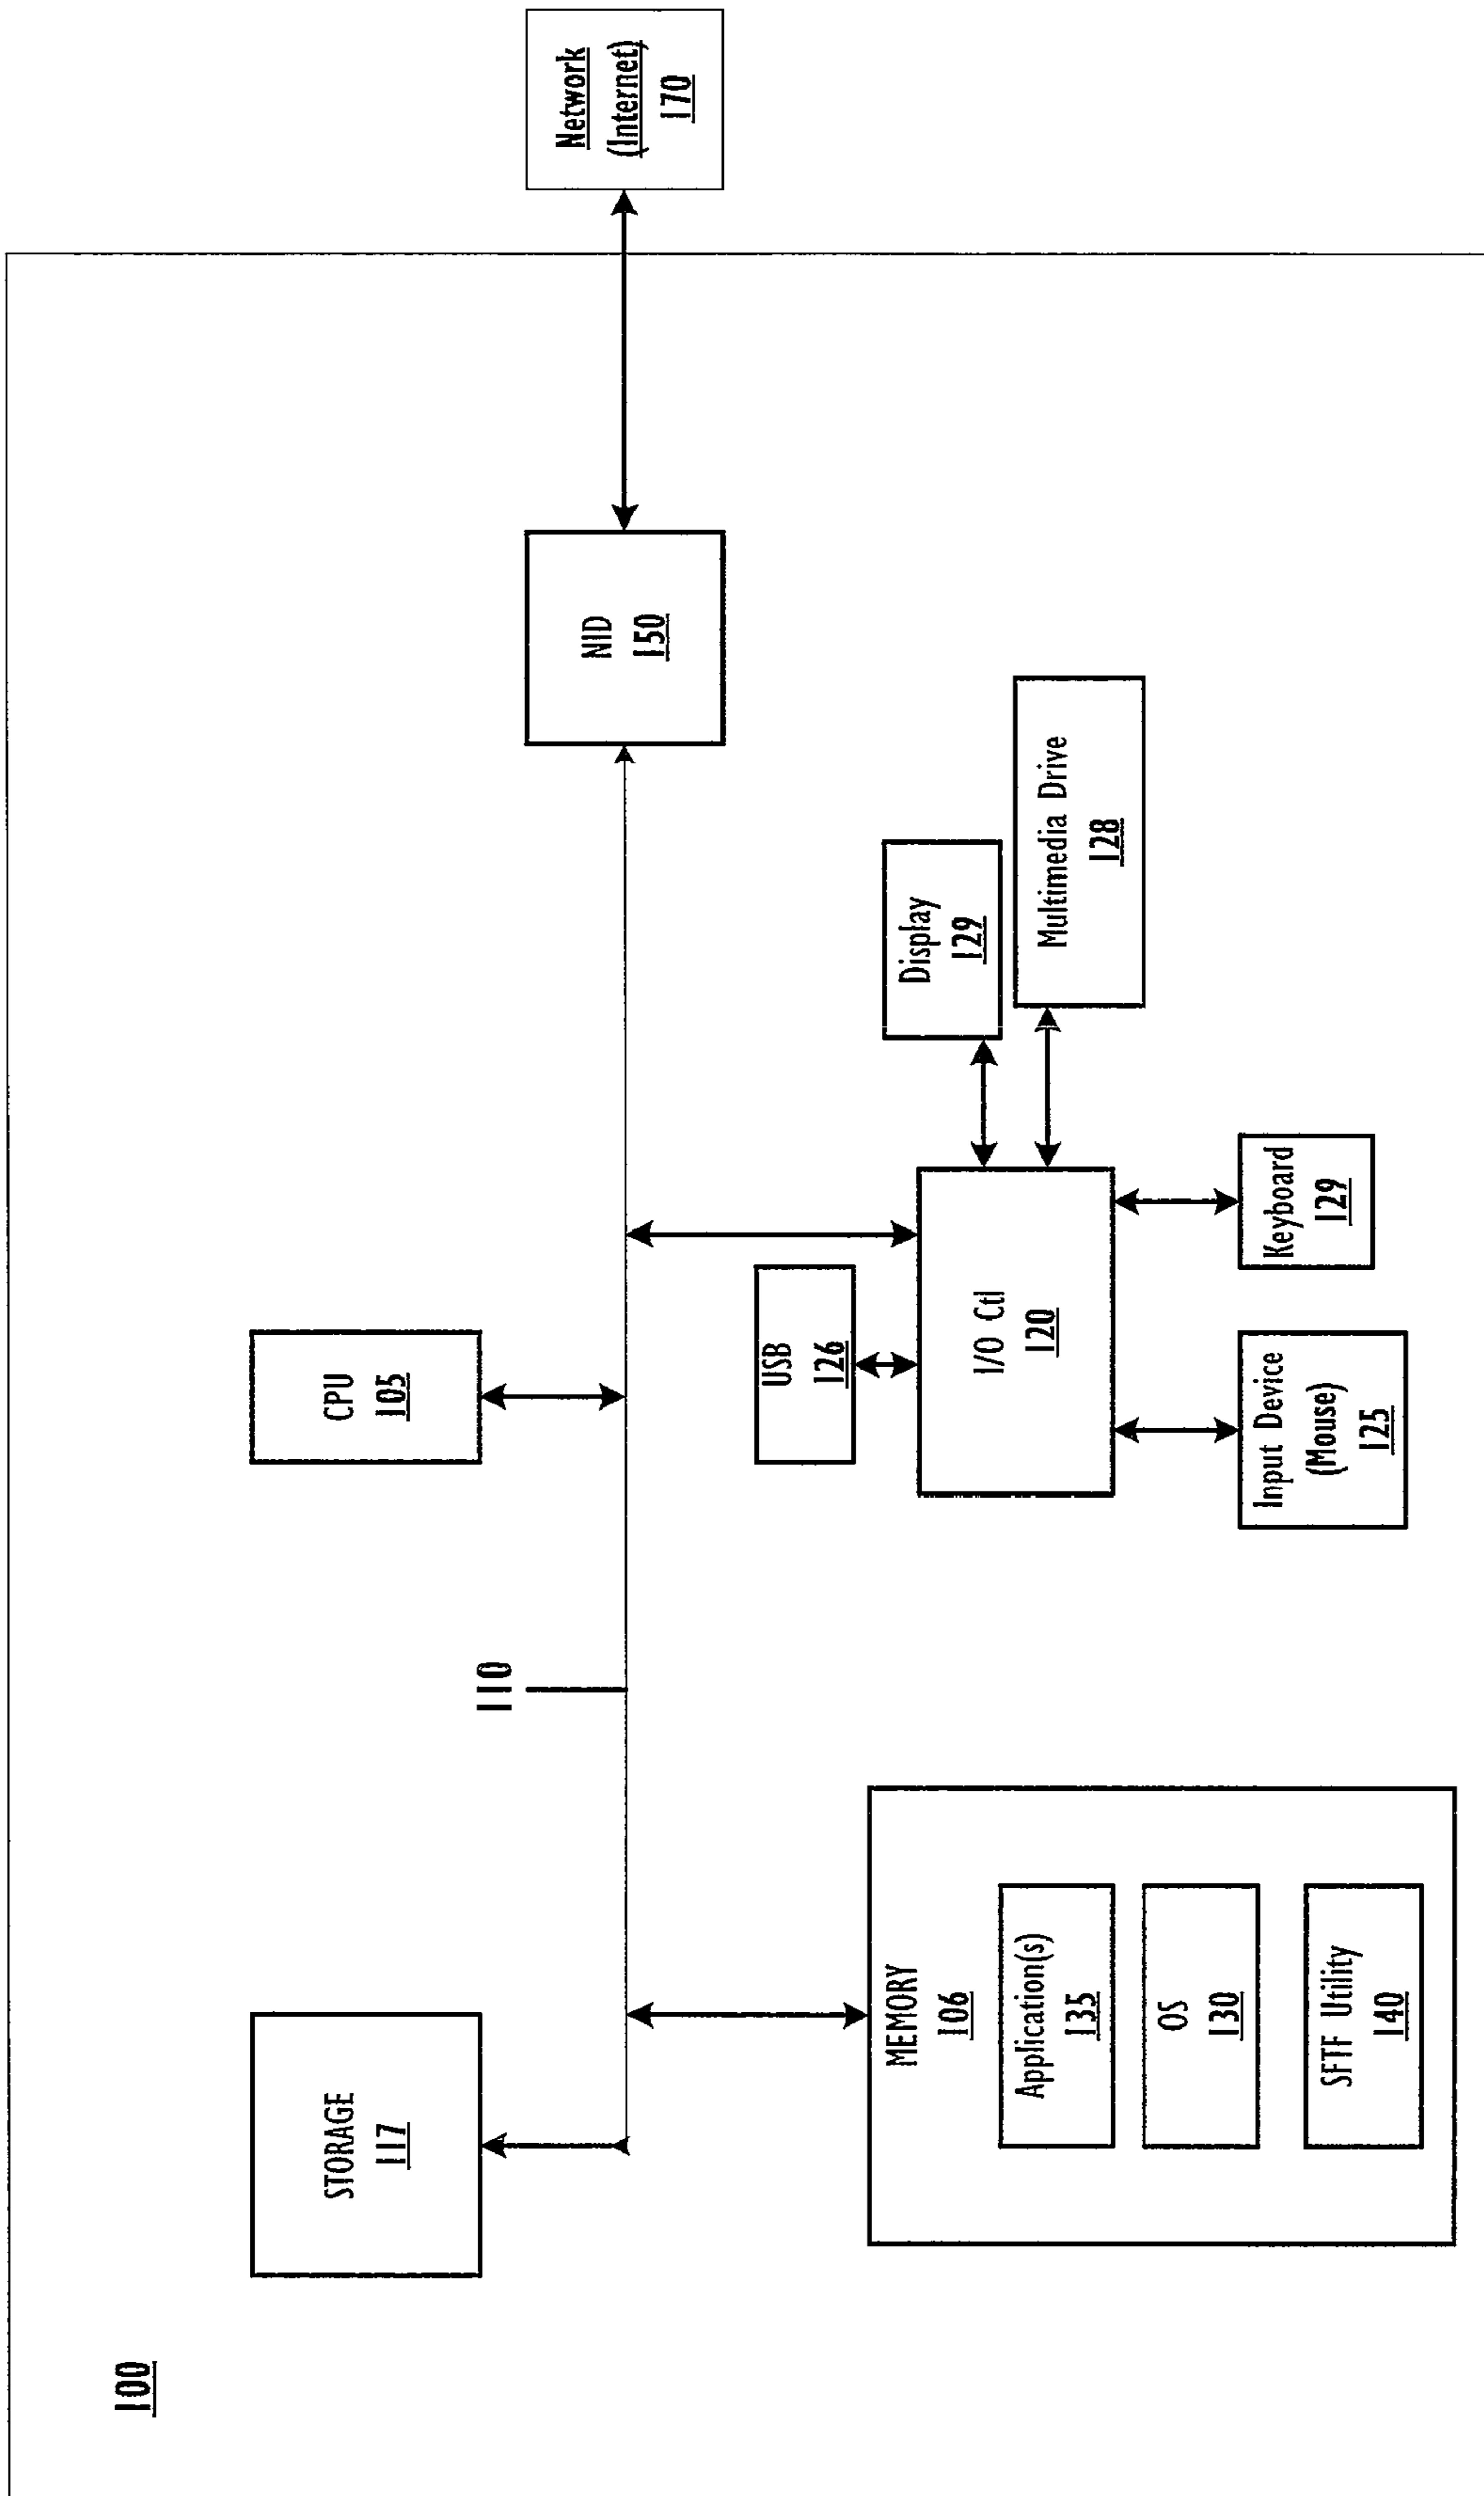 100
STORAGE
117
110
CPU
105
NID
150
Network
(Internet)
170
MEMORY
106
Application(s)
135
OS
130
SFTF Utility
140
USB
126
I/O Ctl
120
Display
129
Multimedia Drive
128
Input Device
(Mouse)
125
Keyboard
129